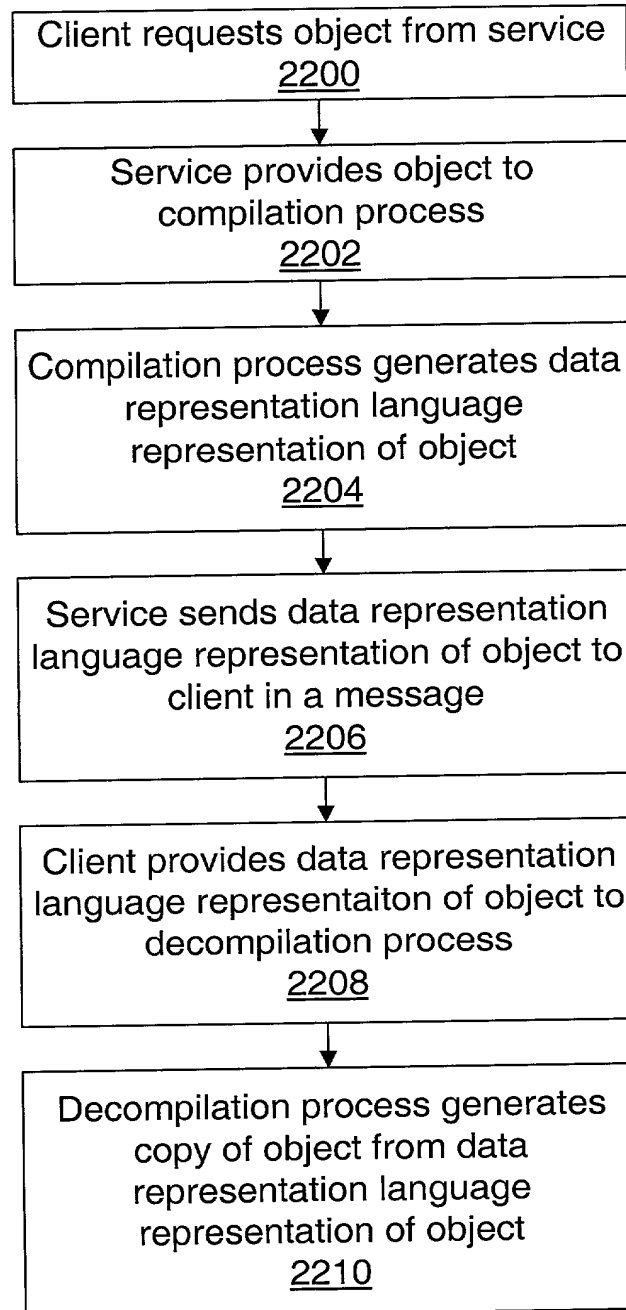 Client requests object from service
2200
Service provides object to
compilation process
2202
Compilation process generates data
representation language
representation of object
2204
Service sends data representation
language representation of object to
client in a message
2206
Client provides data representation
language representaiton of object to
decompilation process
2208
Decompilation process generates
copy of object from data
representation language
representation of object
2210